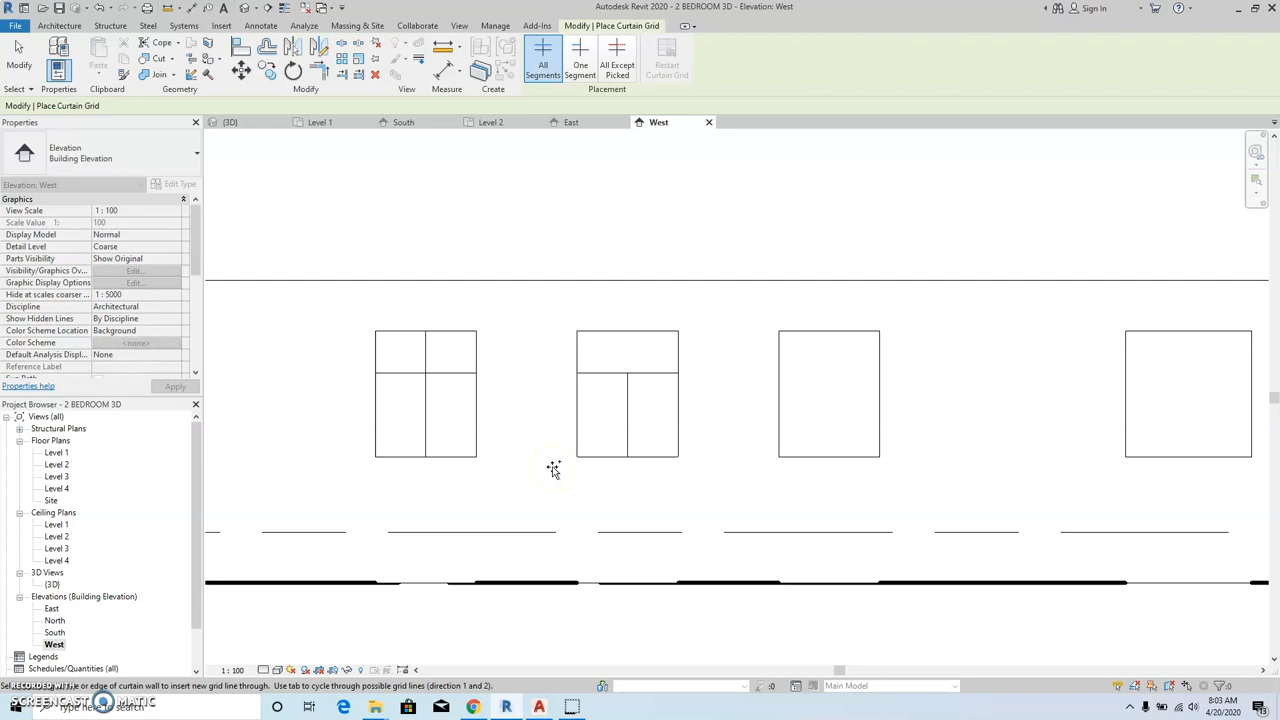 Autodesk Revit 2020 - 2 BEDROOM 3D - Elevation: West
Sign In
File Architecture Structure Steel Systems Insert Annotate Analyze Massing & Site Collaborate View Manage Add-Ins Modify | Place Curtain Grid
Modify
Paste
Cope
Cut
Join
All Segments
One Segment
All Except Picked
Restart Curtain Grid
Select Properties Clipboard Geometry Modify View Measure Create Placement
Modify | Place Curtain Grid
Properties
{3D} Level 1 South Level 2 East West
Elevation
Building Elevation
Elevation: West Edit Type
Graphics
View Scale 1 : 100
Scale Value 1: 100
Display Model Normal
Detail Level Coarse
Parts Visibility Show Original
Visibility/Graphics Ov... Edit...
Graphic Display Options Edit...
Hide at scales coarser ... 1 : 5000
Discipline Architectural
Show Hidden Lines By Discipline
Color Scheme Location Background
Color Scheme <none>
Default Analysis Displ... None
Reference Label
Properties help Apply
Project Browser - 2 BEDROOM 3D
Views (all)
Structural Plans
Floor Plans
Level 1
Level 2
Level 3
Level 4
Site
Ceiling Plans
Level 1
Level 2
Level 3
Level 4
3D Views
{3D}
Elevations (Building Elevation)
East
North
South
West
Legends
Schedules/Quantities (all)
1 : 100
RECORDED WITH
SCREENCAST MATIC
or edge of curtain wall to insert new grid line through. Use tab to cycle through possible grid lines (direction 1 and 2).
:0 Main Model :0
8:03 AM
4/20/2020